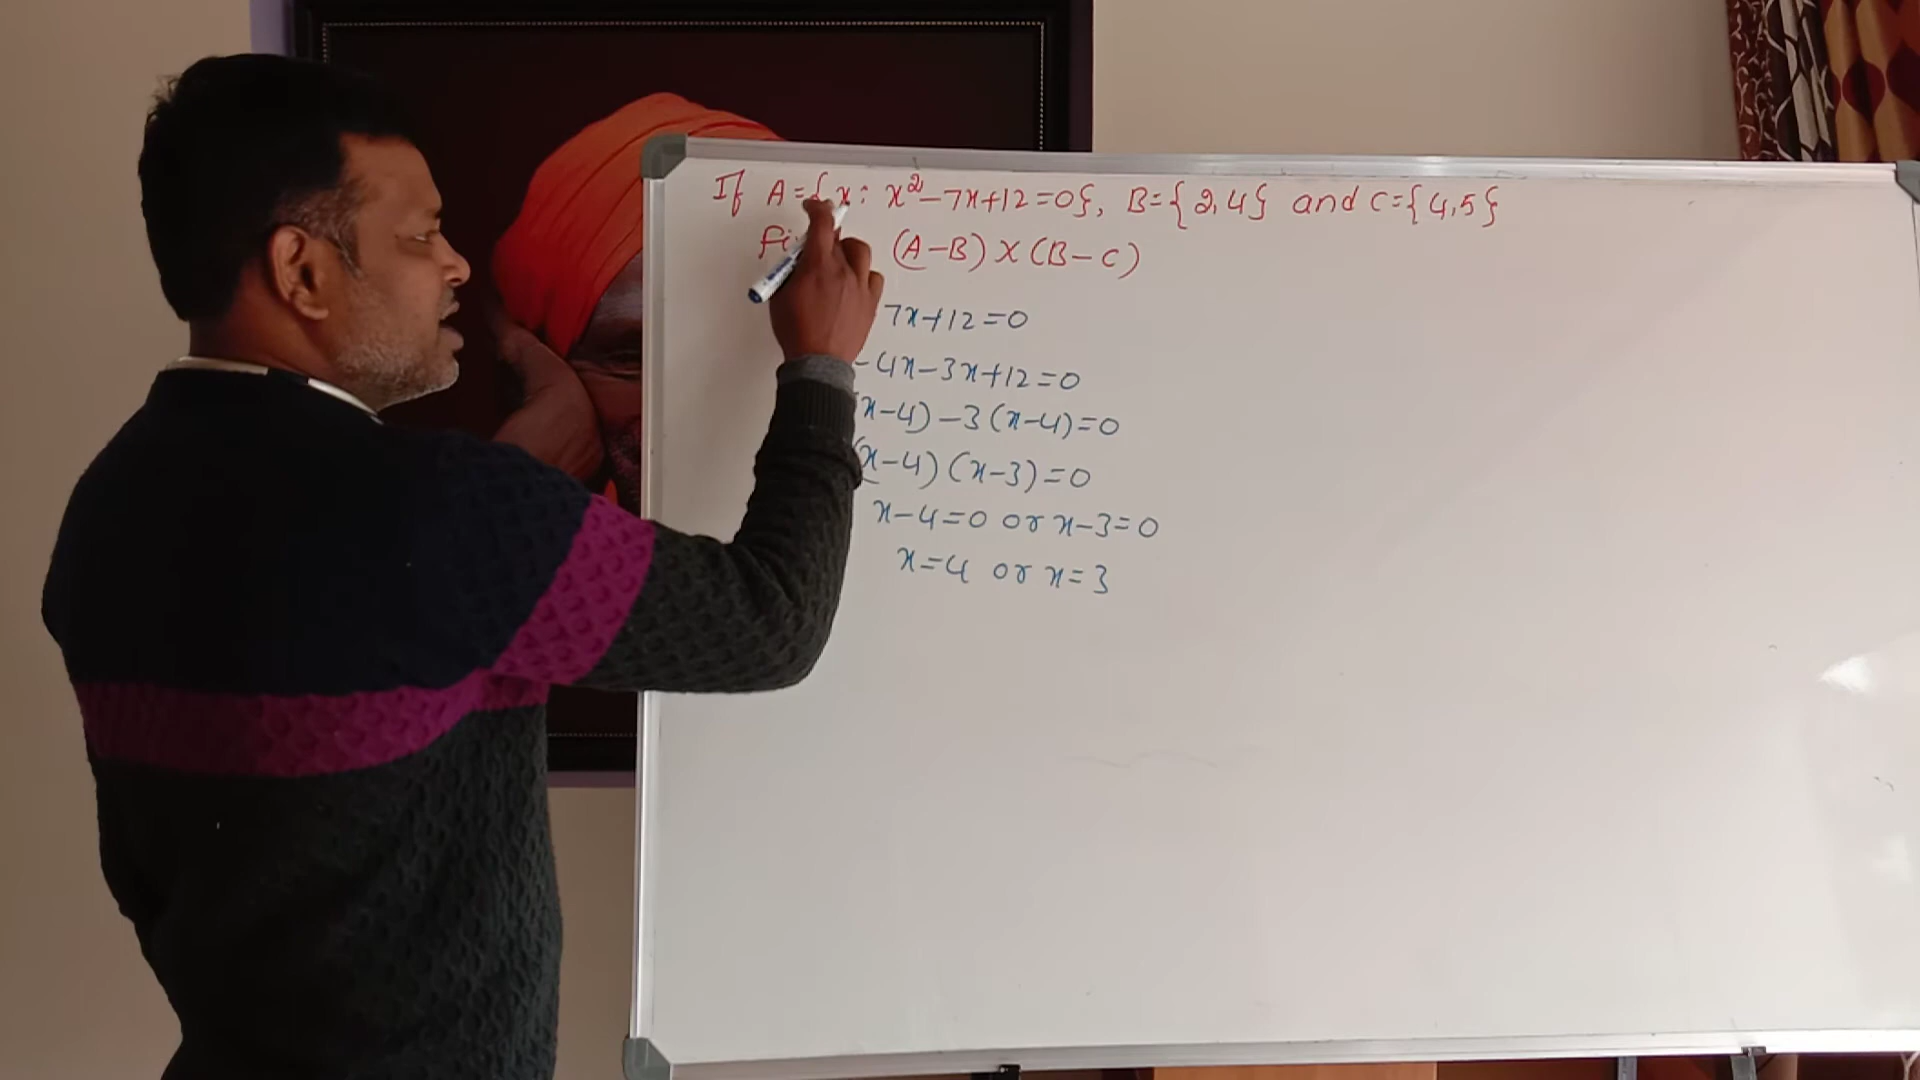 If A={x: x²-7x+12=0}, B={2,4} and C={4,5}
(A-B)×(B-C)
7x+12=0
-4x-3x+12=0
(x-4)-3(x-4)=0
(x-4)(x-3)=0
x-4=0 or x-3=0
x=4 or x=3